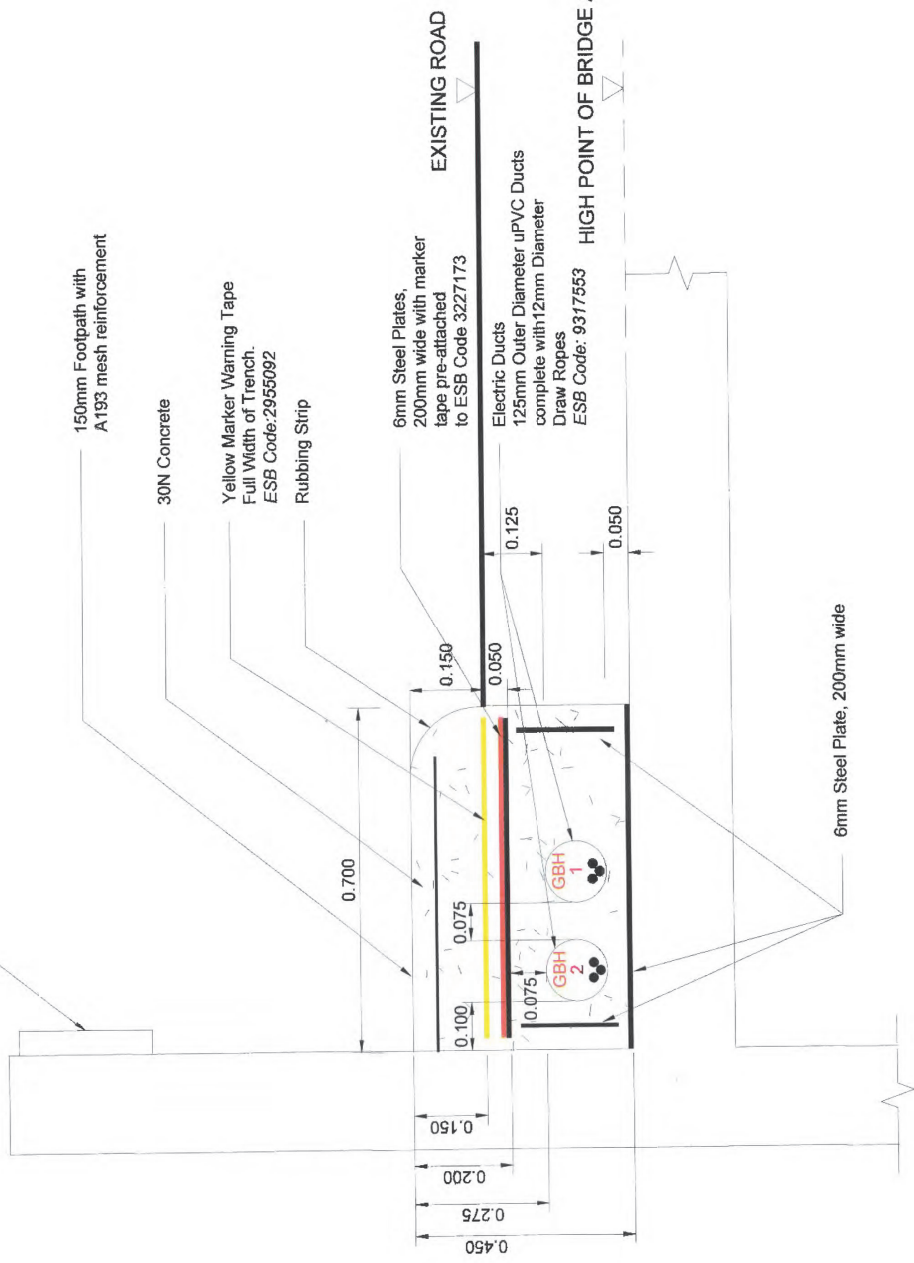 150mm Footpath with
A193 mesh reinforcement
30N Concrete
Yellow Marker Warning Tape
Full Width of Trench.
ESB Code:2955092
Rubbing Strip
6mm Steel Plates,
200mm wide with marker
tape pre-attached
to ESB Code 3227173
EXISTING ROAD
Electric Ducts
125mm Outer Diameter uPVC Ducts
complete with12mm Diameter
Draw Ropes
ESB Code: 9317553
HIGH POINT OF BRIDGE
0.700
0.150
0.050
0.125
0.050
0.075
0.075
0.100
GBH
1
GBH
2
0.150
0.200
0.275
0.450
6mm Steel Plate, 200mm wide